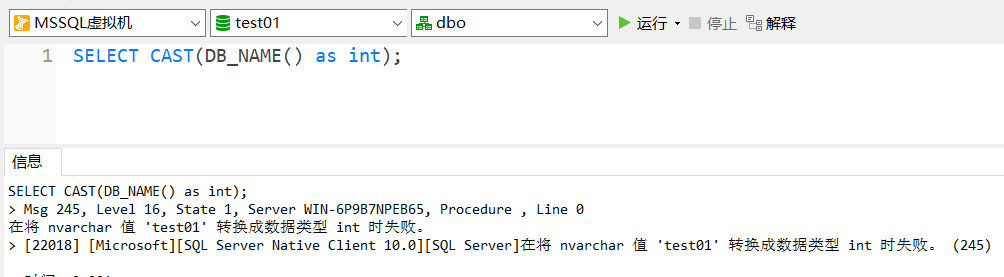 MSSQL虚拟机 test01 dbo 运行 停止 解释
1 SELECT CAST(DB_NAME() as int);
信息
SELECT CAST(DB_NAME() as int);
> Msg 245, Level 16, State 1, Server WIN-6P9B7NPEB65, Procedure , Line 0
在将 nvarchar 值 'test01' 转换成数据类型 int 时失败。
> [22018] [Microsoft][SQL Server Native Client 10.0][SQL Server]在将 nvarchar 值 'test01' 转换成数据类型 int 时失败。 (245)